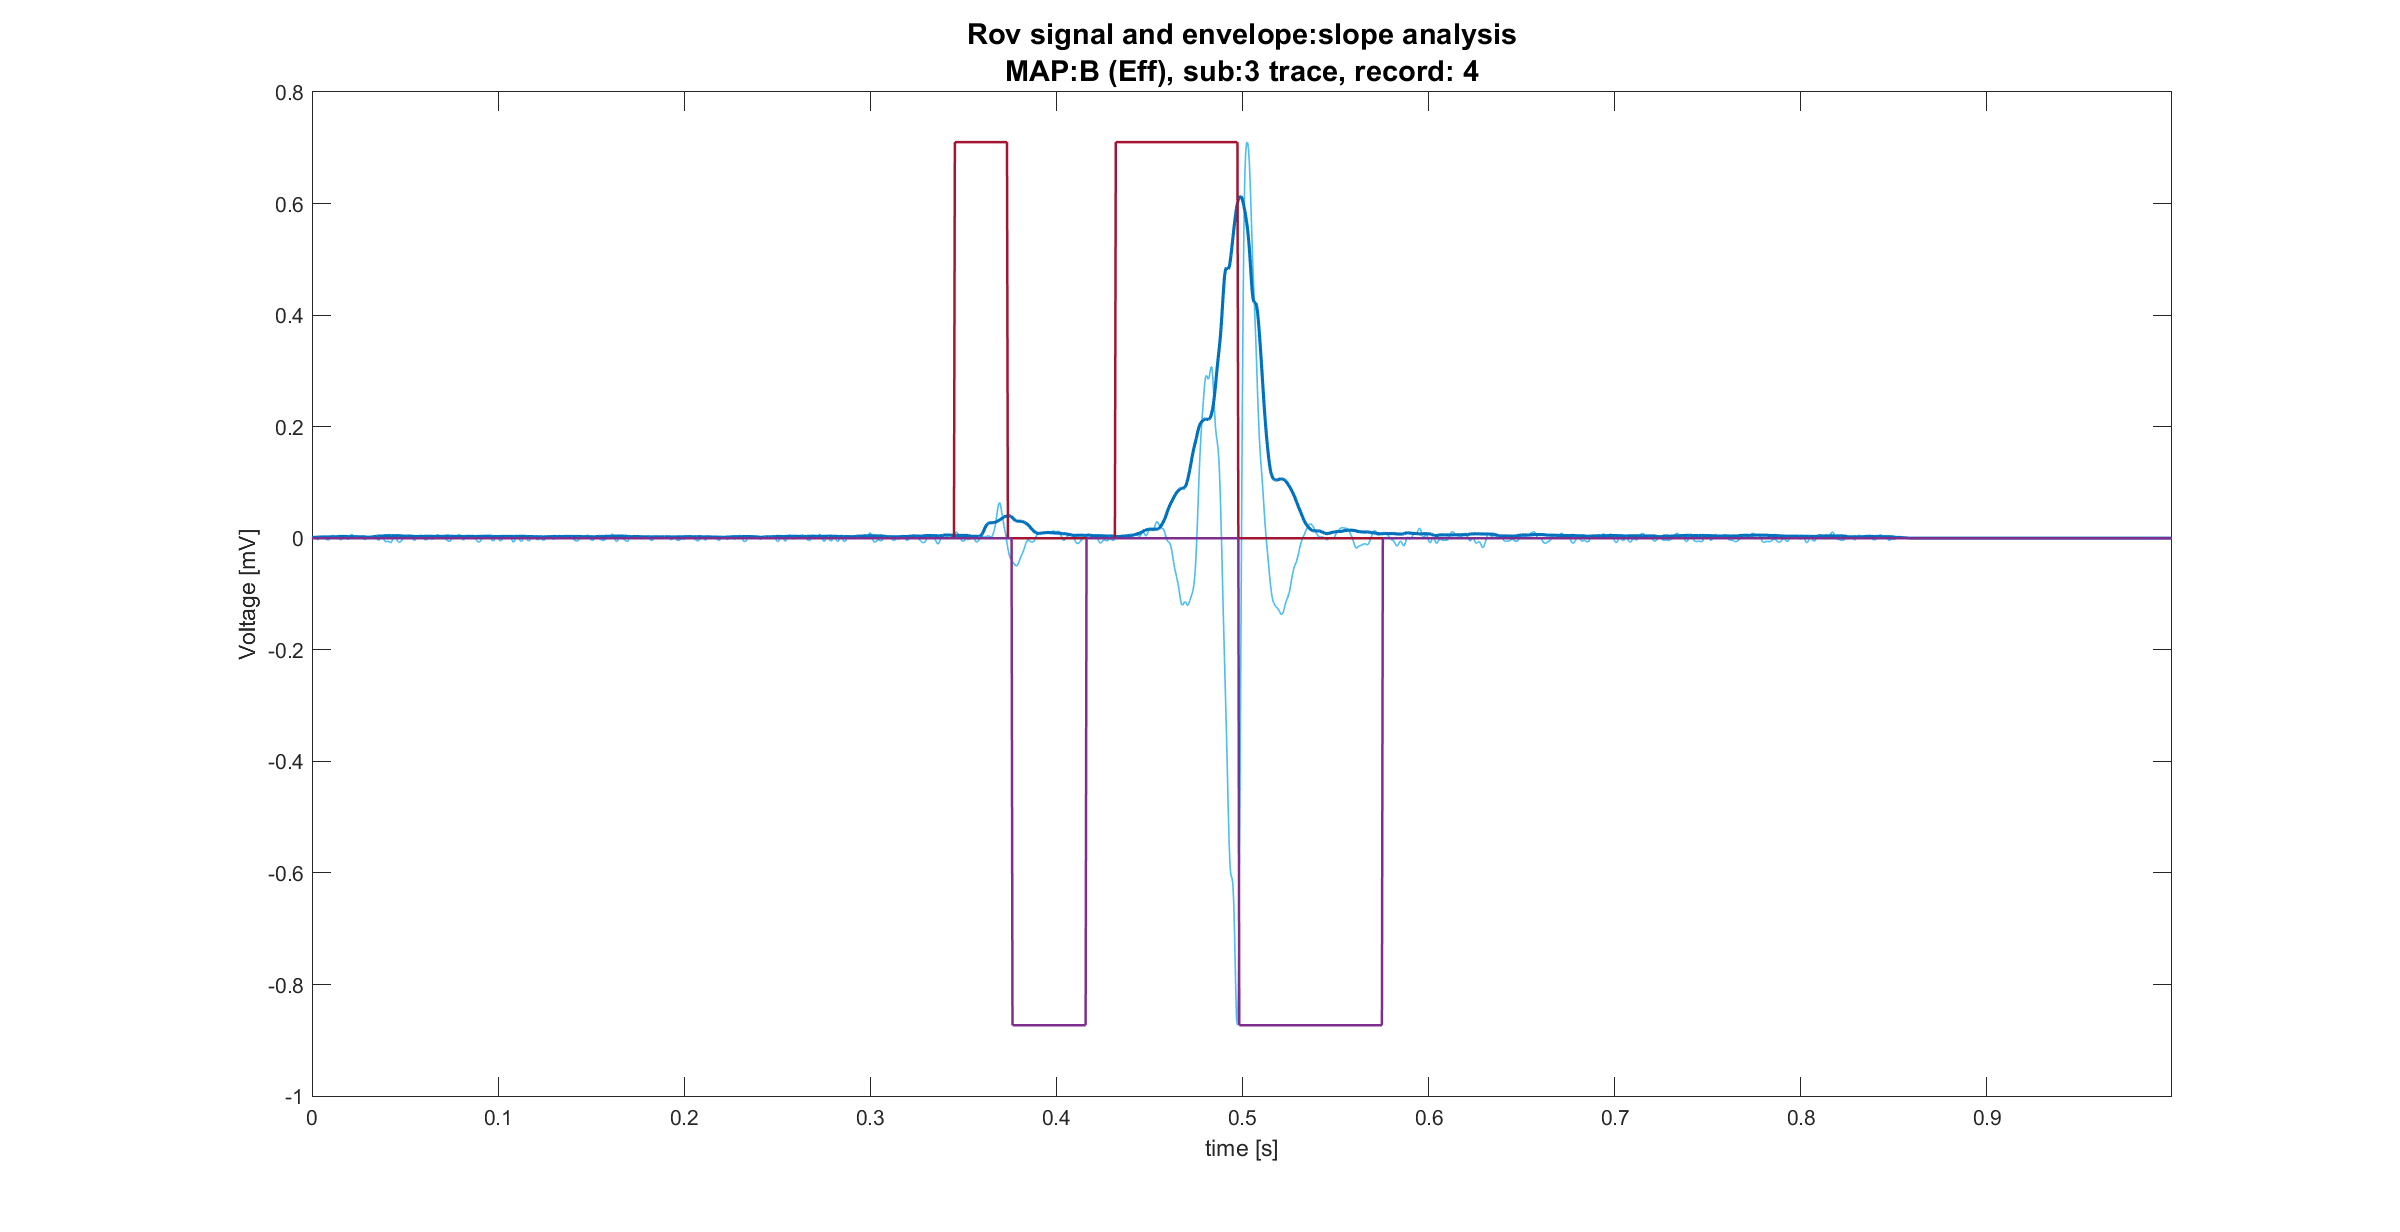 Rov signal and envelope:slope analysis
MAP:B (Eff), sub:3 trace, record: 4
0.8
0.6
0.4
0.2
0
-0.2
-0.4
-0.6
-0.8
-1
Voltage [mV]
0 0.1 0.2 0.3 0.4 0.5 0.6 0.7 0.8 0.9
time [s]